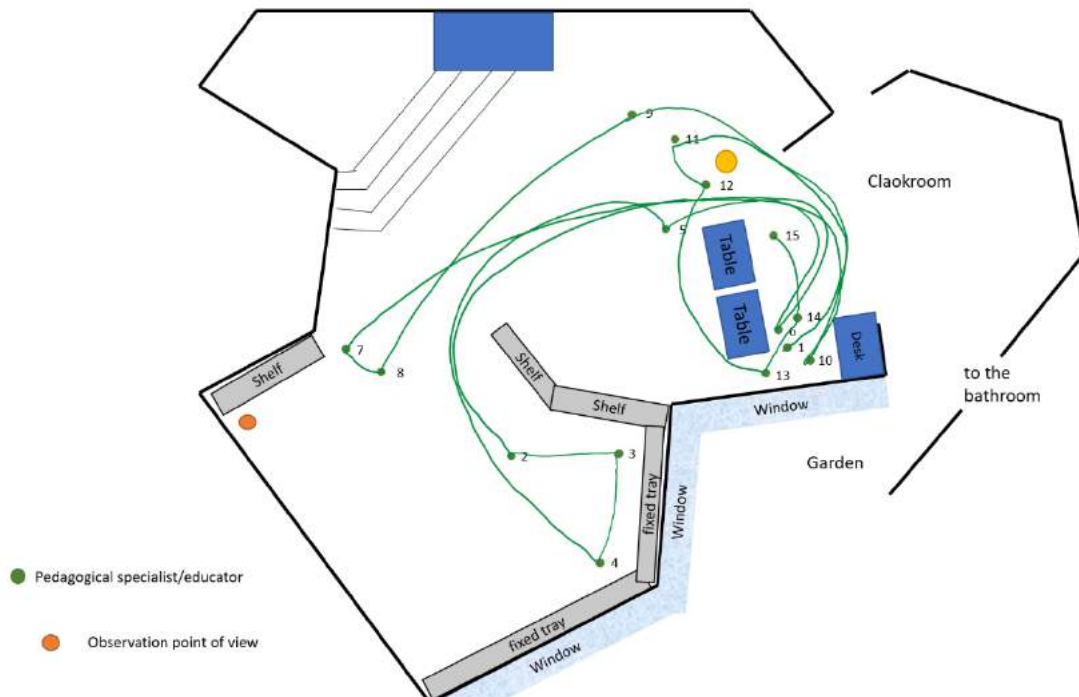 9
11
Claokroom
12
5
15
Table
Table
14
6
1
10
Desk
7
8
13
Shelf
Shelf
Shelf
to the
bathroom
Window
2
3
Garden
fixed tray
Window
4
Pedagogical specialist/educator
Observation point of view
fixed tray
Window